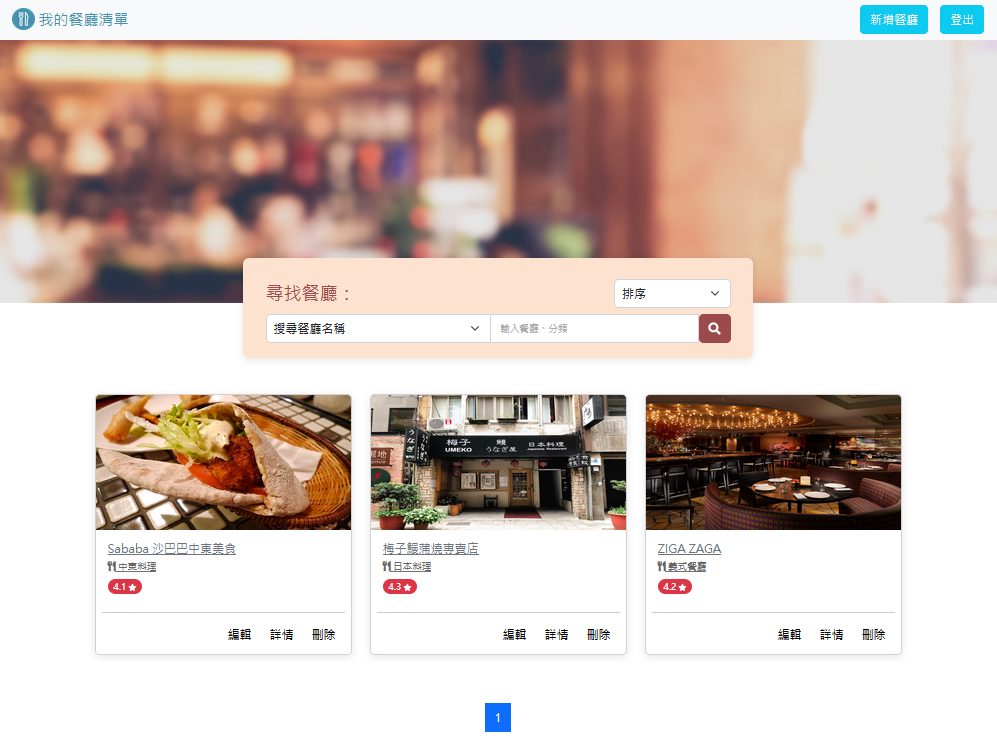 我的餐廳清單
新增餐廳
登出
尋找餐廳：
排序
搜尋餐廳名稱
輸入餐廳、分類
梅子 鰻 日本料理
UMEKO うなぎ屋 Japanese Restaurant
うなぎ
Sababa 沙巴巴中東美食
中東料理
4.1
編輯 詳情 刪除
梅子鰻蒲燒專賣店
日本料理
4.3
編輯 詳情 刪除
ZIGA ZAGA
義式餐廳
4.2
編輯 詳情 刪除
1